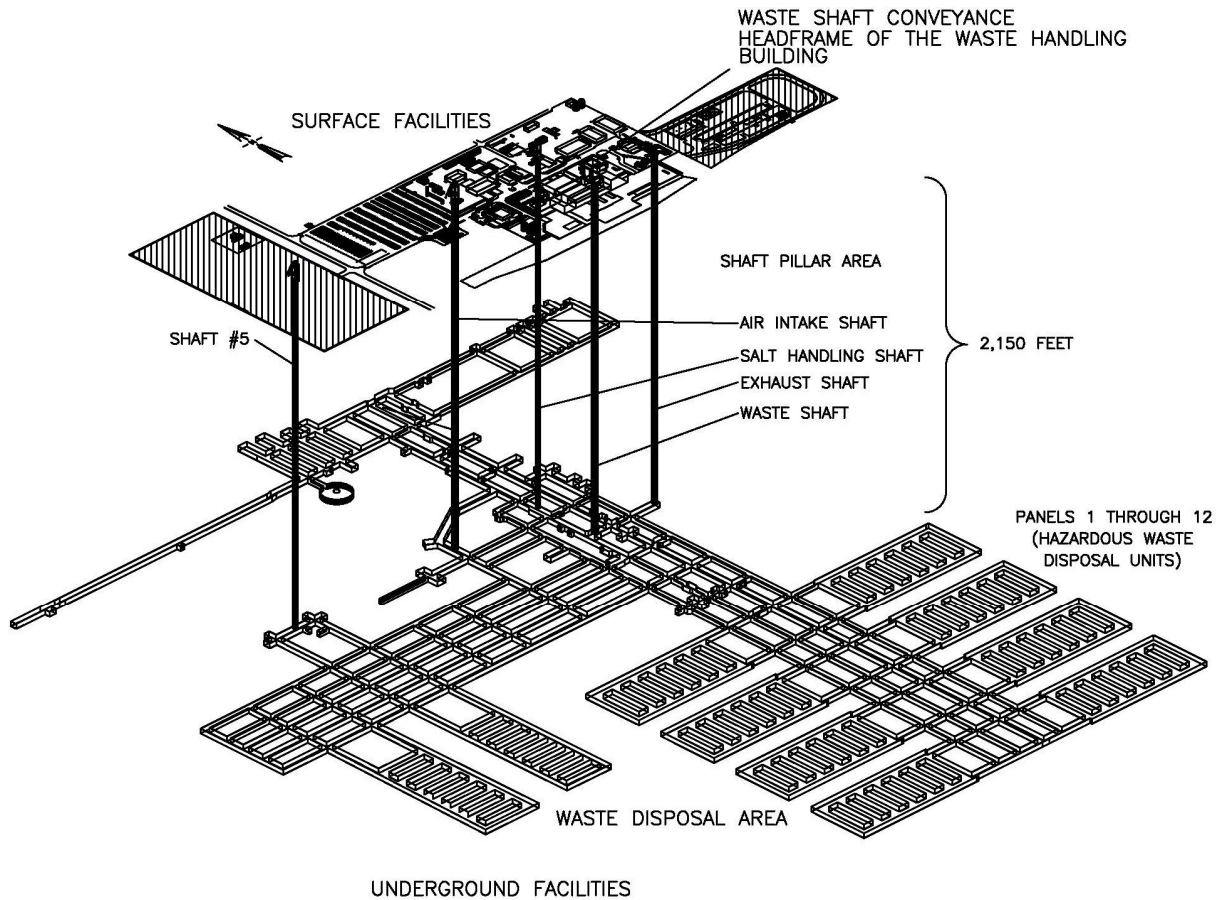 WASTE SHAFT CONVEYANCE
HEADFRAME OF THE WASTE HANDLING
BUILDING
SURFACE FACILITIES
SHAFT PILLAR AREA
AIR INTAKE SHAFT
SHAFT #5
2,150 FEET
SALT HANDLING SHAFT
EXHAUST SHAFT
WASTE SHAFT
PANELS 1 THROUGH 12
(HAZARDOUS WASTE
DISPOSAL UNITS)
WASTE DISPOSAL AREA
UNDERGROUND FACILITIES